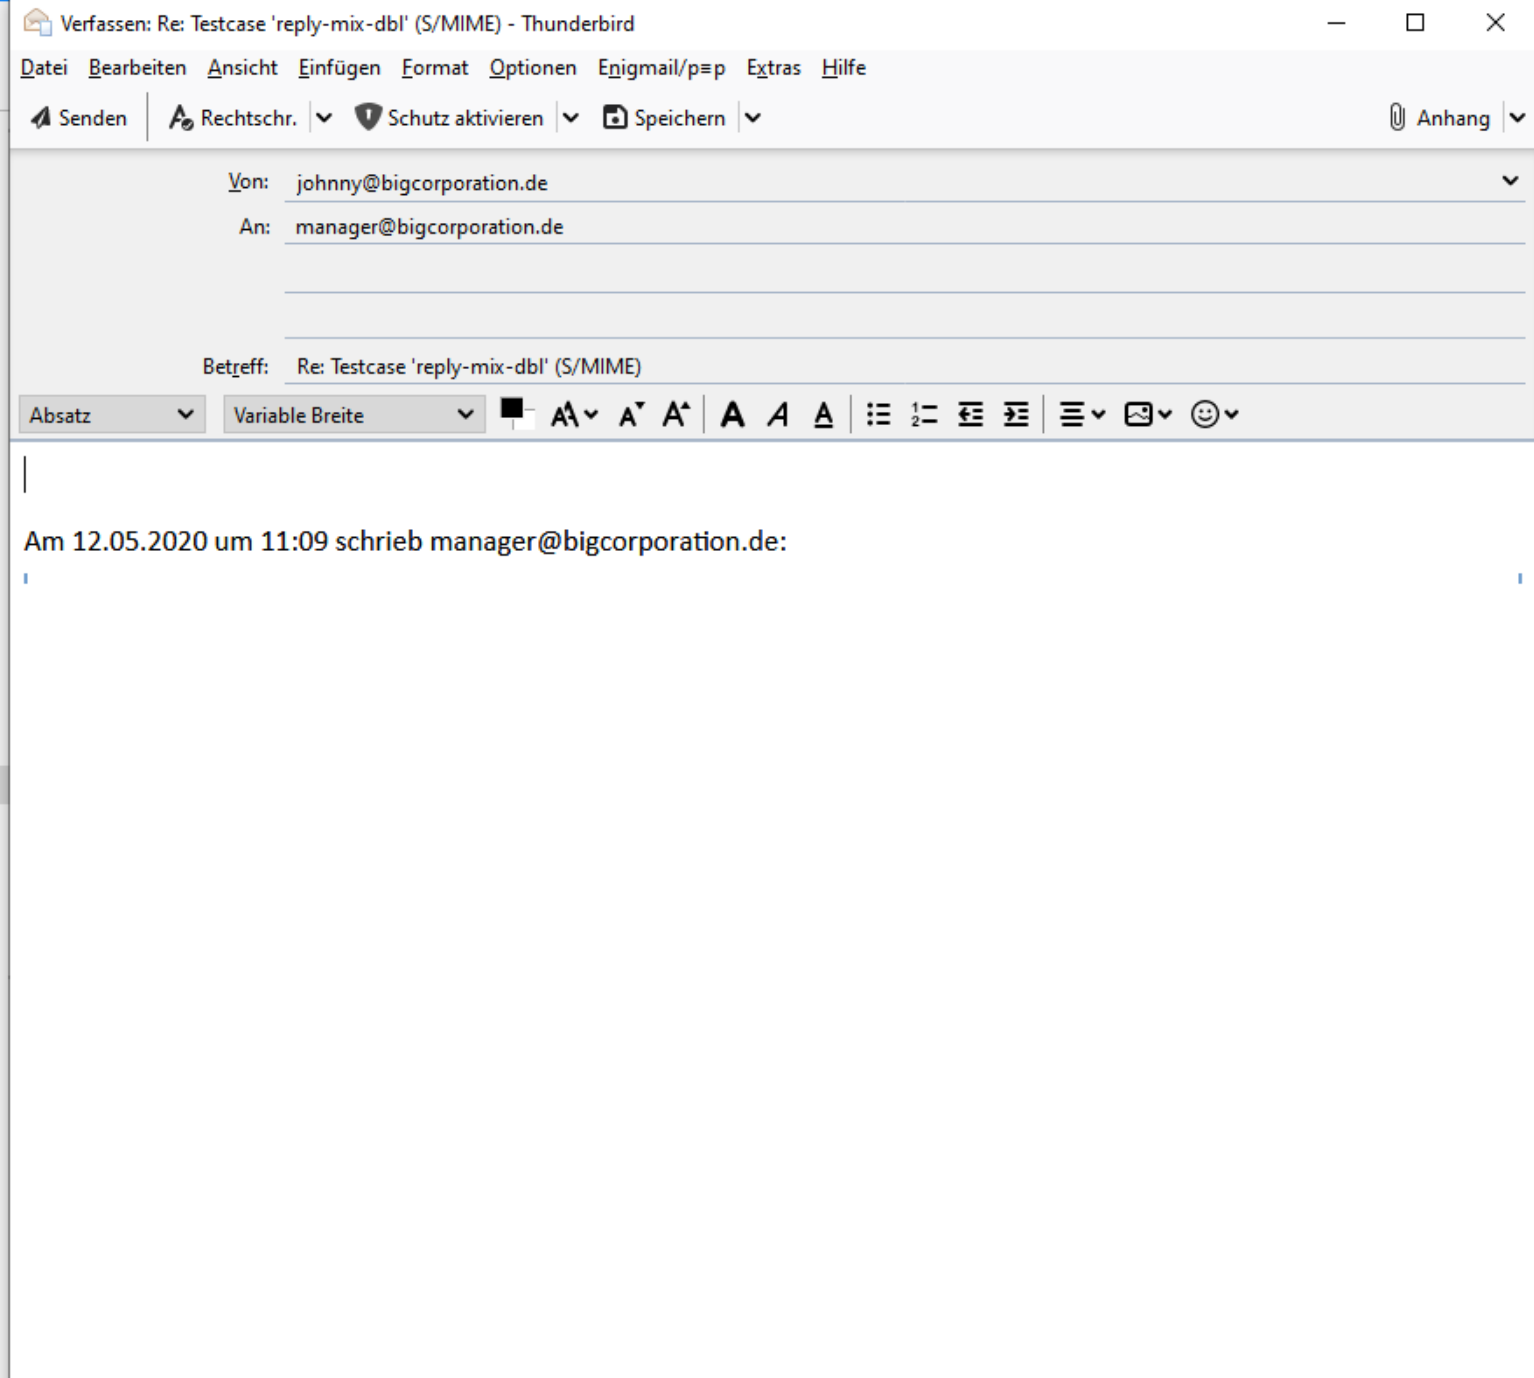 Verfassen: Re: Testcase 'reply-mix-dbl' (S/MIME) - Thunderbird
Datei Bearbeiten Ansicht Einfügen Format Optionen Enigmail/p≡p Extras Hilfe
Senden Rechtschr. Schutz aktivieren Speichern Anhang
Von: johnny@bigcorporation.de
An: manager@bigcorporation.de
Betreff: Re: Testcase 'reply-mix-dbl' (S/MIME)
Absatz Variable Breite
Am 12.05.2020 um 11:09 schrieb manager@bigcorporation.de: